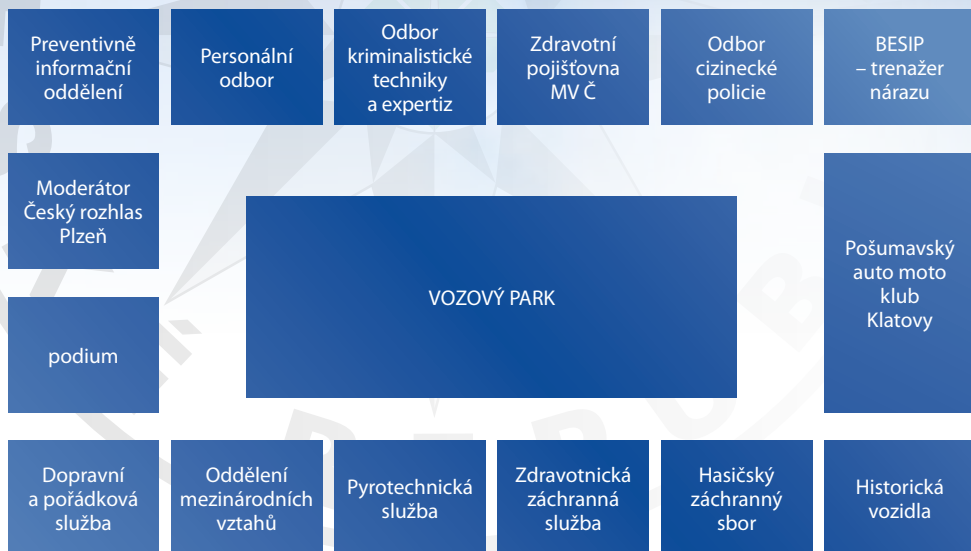 Preventivně
informační
oddělení
Personální
odbor
Odbor
kriminalistické
techniky
a expertiz
Zdravotní
pojišťovna
MV Č
Odbor
cizinecké
policie
BESIP
– trenažer
nárazu
Moderátor
Český rozhlas
Plzeň
VOZOVÝ PARK
Pošumavský
auto moto
klub
Klatovy
podium
Dopravní
a pořádková
služba
Oddělení
mezinárodních
vztahů
Pyrotechnická
služba
Zdravotnická
záchranná
služba
Hasičský
záchranný
sbor
Historická
vozidla